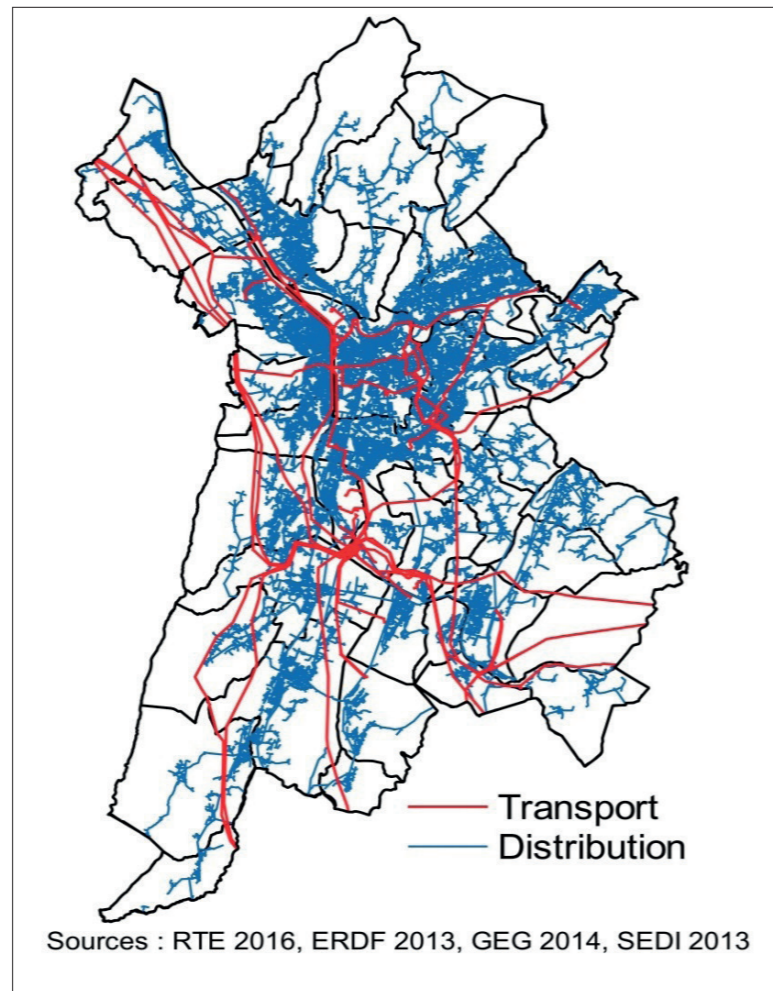 Transport
Distribution
Sources : RTE 2016, ERDF 2013, GEG 2014, SEDI 2013